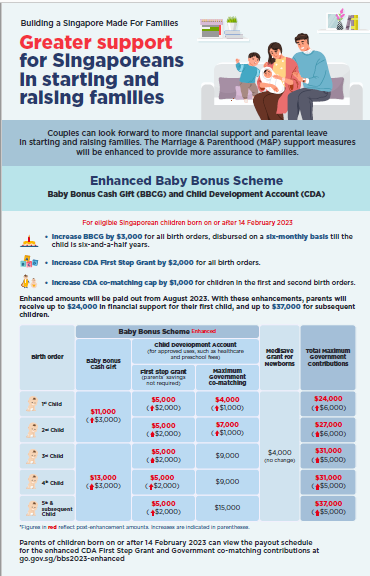 Building a Singapore Made For Families
Greater support
for Singaporeans
in starting and
raising families
Couples can look forward to more financial support and parental leave
in starting and raising families. The Marriage & Parenthood (M&P) support measures
will be enhanced to provide more assurance to families.
Enhanced Baby Bonus Scheme
Baby Bonus Cash Gift (BBCG) and Child Development Account (CDA)
For eligible Singaporean children born on or after 14 February 2023
• Increase BBCG by $3,000 for all birth orders, disbursed on a six-monthly basis till the
child is six-and-a-half years.
• Increase CDA First Step Grant by $2,000 for all birth orders.
• Increase CDA co-matching cap by $1,000 for children in the first and second birth orders.
Enhanced amounts will be paid out from August 2023. With these enhancements, parents will
receive up to $24,000 in financial support for their first child, and up to $37,000 for subsequent
children.
Baby Bonus Scheme Enhanced
Birth order
Baby Bonus
Cash Gift
Child Development Account
(for approved uses, such as healthcare
and preschool fees)
First step Grant
(parents' savings
not required)
Maximum
Government
co-matching
Medisave
Grant for
Newborns
Total Maximum
Government
contributions
1st Child
$11,000
(⬆$3,000)
$5,000
(⬆$2,000)
$4,000
(⬆$1,000)
$4,000
(no change)
$24,000
(⬆$6,000)
2nd Child
$5,000
(⬆$2,000)
$7,000
(⬆$1,000)
$27,000
(⬆$6,000)
3rd Child
$13,000
(⬆$3,000)
$5,000
(⬆$2,000)
$9,000
$31,000
(⬆$5,000)
4th Child
$5,000
(⬆$2,000)
$9,000
$31,000
(⬆$5,000)
5th &
subsequent
Child
$5,000
(⬆$2,000)
$15,000
$37,000
(⬆$5,000)
*Figures in red reflect post-enhancement amounts. Increases are indicated in parentheses.
Parents of children born on or after 14 February 2023 can view the payout schedule
for the enhanced CDA First Step Grant and Government co-matching contributions at
go.gov.sg/bbs2023-enhanced